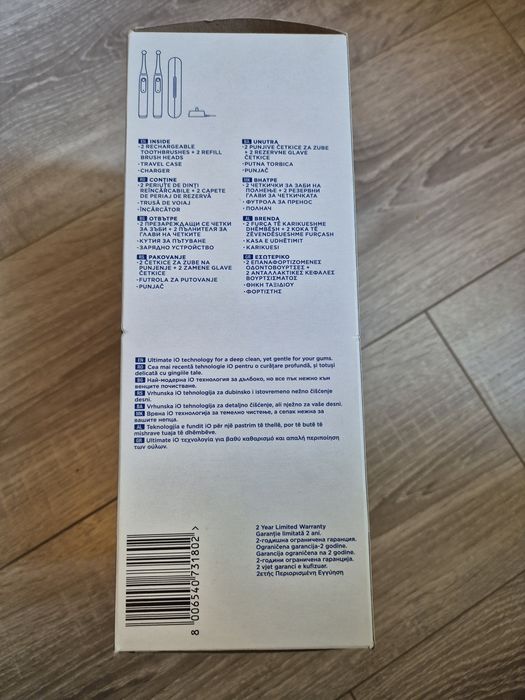 EN INSIDE
•2 RECHARGEABLE
TOOTHBRUSHES + 2 REFILL
BRUSH HEADS
•TRAVEL CASE
•CHARGER
RO CONȚINE
•2 PERIUȚE DE DINȚI
REÎNCĂRCABILE + 2 CAPETE
DE PERIAJ DE REZERVĂ
•TRUSĂ DE VOIAJ
•ÎNCĂRCĂTOR
BG ОТВЪТРЕ
•2 ПРЕЗАРЕЖДАЩИ СЕ ЧЕТКИ
ЗА ЗЪБИ + 2 ПЪЛНИТЕЛЯ ЗА
ГЛАВИ НА ЧЕТКИТЕ
•КУТИЯ ЗА ПЪТУВАНЕ
•ЗАРЯДНО УСТРОЙСТВО
PAKOVANJE
•2 ČETKICE ZA ZUBE NA
PUNJENJE + 2 ZAMENE GLAVE
ČETKICE
•FUTROLA ZA PUTOVANJE
•PUNJAČ
UNUTRA
•2 PUNJIVE ČETKICE ZA ZUBE
+ 2 REZERVNE GLAVE
ČETKICE
•PUTNA TORBICA
•PUNJAČ
ВНАТРЕ
•2 ЧЕТКИЧКИ ЗА ЗАБИ НА
ПОЛНЕЊЕ + 2 РЕЗЕРВНИ
ГЛАВИ ЗА ЧЕТКИЧКАТА
•ФУТРОЛА ЗА ПРЕНОС
•ПОЛНАЧ
AL BRENDA
•2 FURÇA TË KARIKUESHME
DHËMBËSH + 2 KOKA TË
ZËVENDËSUESHME FURÇASH
•KASA E UDHËTIMIT
•KARIKUESI
GR ΕΣΩΤΕΡΙΚΟ
•2 ΕΠΑΝΑΦΟΡΤΙΖΟΜΕΝΕΣ
ΟΔΟΝΤΟΒΟΥΡΤΣΕΣ +
2 ΑΝΤΑΛΛΑΚΤΙΚΕΣ ΚΕΦΑΛΕΣ
ΒΟΥΡΤΣΙΣΜΑΤΟΣ
•ΘΗΚΗ ΤΑΞΙΔΙΟΥ
•ΦΟΡΤΙΣΤΗΣ
EN Ultimate iO technology for a deep clean, yet gentle for your gums.
RO Cea mai recentă tehnologie iO pentru o curățare profundă, și totuși
delicată cu gingiile tale.
BG Най-модерна iO технология за дълбоко, но все пак нежно към
венците почистване.
Vrhunska iO tehnologija za dubinsko i istovremeno nežno čišćenje
desni.
Vrhunska iO tehnologija za detaljno čišćenje, ali nježno za vaše desni.
Врвна iO технологија за темелно чистење, а сепак нежна за
вашите непца.
AL Teknologjia e fundit iO për një pastrim të thellë, por të butë të
mishrave tuaja të dhëmbëve.
GR Ultimate iO τεχνολογία για βαθύ καθαρισμό και απαλή περιποίηση
των ούλων.
2 Year Limited Warranty
Garanție limitată 2 ani.
2-годишна ограничена гаранция.
Ograničena garancija-2 godine.
Garancija ograničena na 2 godine.
2-години ограничена гаранција.
2 vjet garanci e kufizuar.
2ετής Περιορισμένη Εγγύηση
8 006540 731802 >